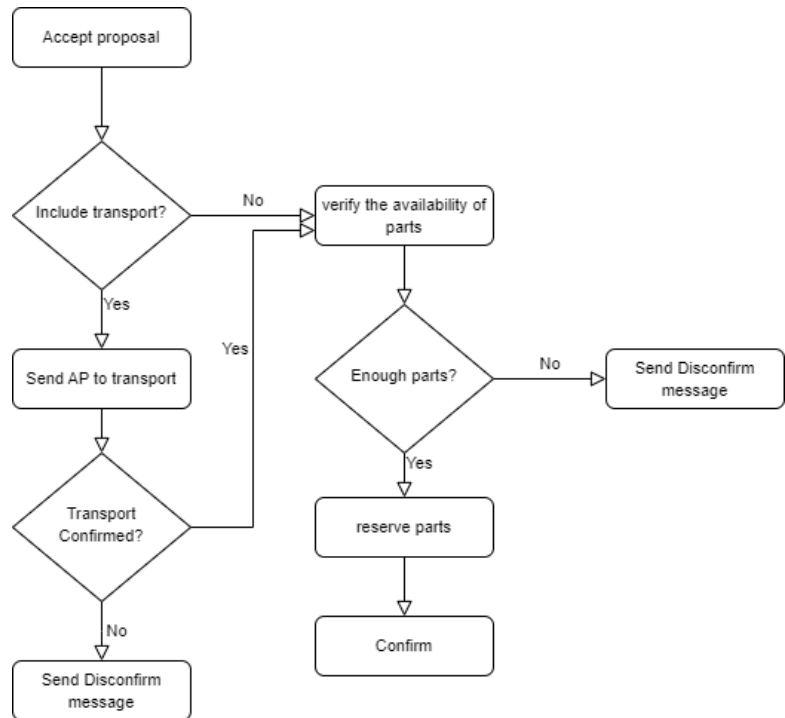 Accept proposal
Include transport?
No
verify the availability of
parts
Yes
Send AP to transport
Yes
Enough parts?
No
Send Disconfirm
message
Transport
Confirmed?
Yes
reserve parts
No
Confirm
Send Disconfirm
message